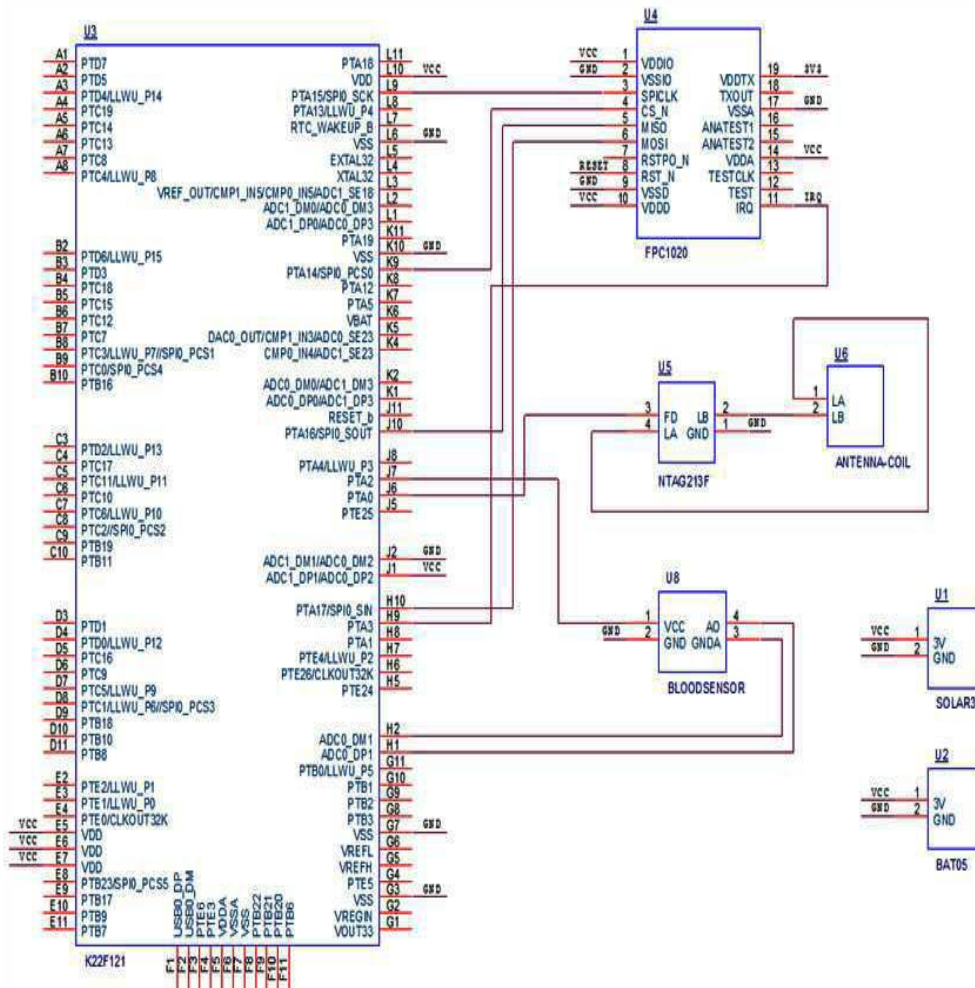 U3
A1 PTD7
A2 PTD5
A3 PTD4/LLWU_P14
A4 PTC19
A5 PTC14
A6 PTC13
A7 PTC8
A8 PTC4/LLWU_P8
B2 PTD6/LLWU_P15
B3 PTD3
B4 PTC18
B5 PTC15
B6 PTC12
B7 PTC7
B8 PTC3/LLWU_P7//SPI0_PCS1
B9 PTC0/SPI0_PCS4
B10 PTB16
C3 PTD2/LLWU_P13
C4 PTC17
C5 PTC11/LLWU_P11
C6 PTC10
C7 PTC6/LLWU_P10
C8 PTC2//SPI0_PCS2
C9 PTB19
C10 PTB11
D3 PTD1
D4 PTD0/LLWU_P12
D5 PTC16
D6 PTC9
D7 PTC5/LLWU_P9
D8 PTC1/LLWU_P6//SPI0_PCS3
D9 PTB18
D10 PTB10
D11 PTB8
E2 PTE2/LLWU_P1
E3 PTE1/LLWU_P0
E4 PTE0/CLKOUT32K
VCC E5 VDD
VCC E6 VDD
VCC E7 VDD
E8 PTB23/SPI0_PCS5
E9 PTB17
E10 PTB9
E11 PTB7
PTA18 L11
VDD L10 VCC
PTA15/SPI0_SCK L9
PTA13/LLWU_P4 L8
RTC_WAKEUP_B L7
VSS L6 GND
EXTAL32 L5
XTAL32 L4
VREF_OUT/CMP1_IN5/CMP0_IN5/ADC1_SE18 L3
ADC1_DM0/ADC0_DM3 L2
ADC1_DP0/ADC0_DP3 L1
PTA19 K11
VSS K10 GND
PTA14/SPI0_PCS0 K9
PTA12 K8
PTA5 K7
VBAT K6
DAC0_OUT/CMP1_IN3/ADC0_SE23 K5
CMP0_IN4/ADC1_SE23 K4
ADC0_DM0/ADC1_DM3 K2
ADC0_DP0/ADC1_DP3 K1
RESET_b J11
PTA16/SPI0_SOUT J10
PTA4/LLWU_P3 J8
PTA2 J7
PTA0 J6
PTE25 J5
ADC1_DM1/ADC0_DM2 J2 GND
ADC1_DP1/ADC0_DP2 J1 VCC
PTA17/SPI0_SIN H10
PTA3 H9
PTA1 H8
PTE4/LLWU_P2 H7
PTE26/CLKOUT32K H6
PTE24 H5
ADC0_DM1 H2
ADC0_DP1 H1
PTB0/LLWU_P5 G11
PTB1 G10
PTB2 G9
PTB3 G8
VSS G7 GND
VREFL G6
VREFH G5
PTE5 G4
VSS G3 GND
VREGIN G2
VOUT33 G1
USB0_DP F1
USB0_DM F2
PTE6 F3
PTE3 F4
VDDA F5
VSSA F6
VSS F7
PTB22 F8
PTB21 F9
PTB20 F10
PTB6 F11
K22F121
U4
VCC 1 VDDIO
GND 2 VSSIO
3 SPICLK
4 CS_N
5 MISO
6 MOSI
7 RSTPO_N
RESET 8 RST_N
GND 9 VSSD
VCC 10 VDDD
VDDTX 19 3V3
TXOUT 18
VSSA 17 GND
ANATEST1 16
ANATEST2 15
VDDA 14 VCC
TESTCLK 13
TEST 12
IRQ 11 IRQ
FPC1020
U5
3 FD
4 LA
LB 2
GND 1 GND
NTAG213F
U6
1 LA
2 LB
ANTENNA-COIL
U8
1 VCC
GND 2 GND
AO 4
GNDA 3
BLOODSENSOR
U1
VCC 1 3V
GND 2 GND
SOLAR3
U2
VCC 1 3V
GND 2 GND
BAT05